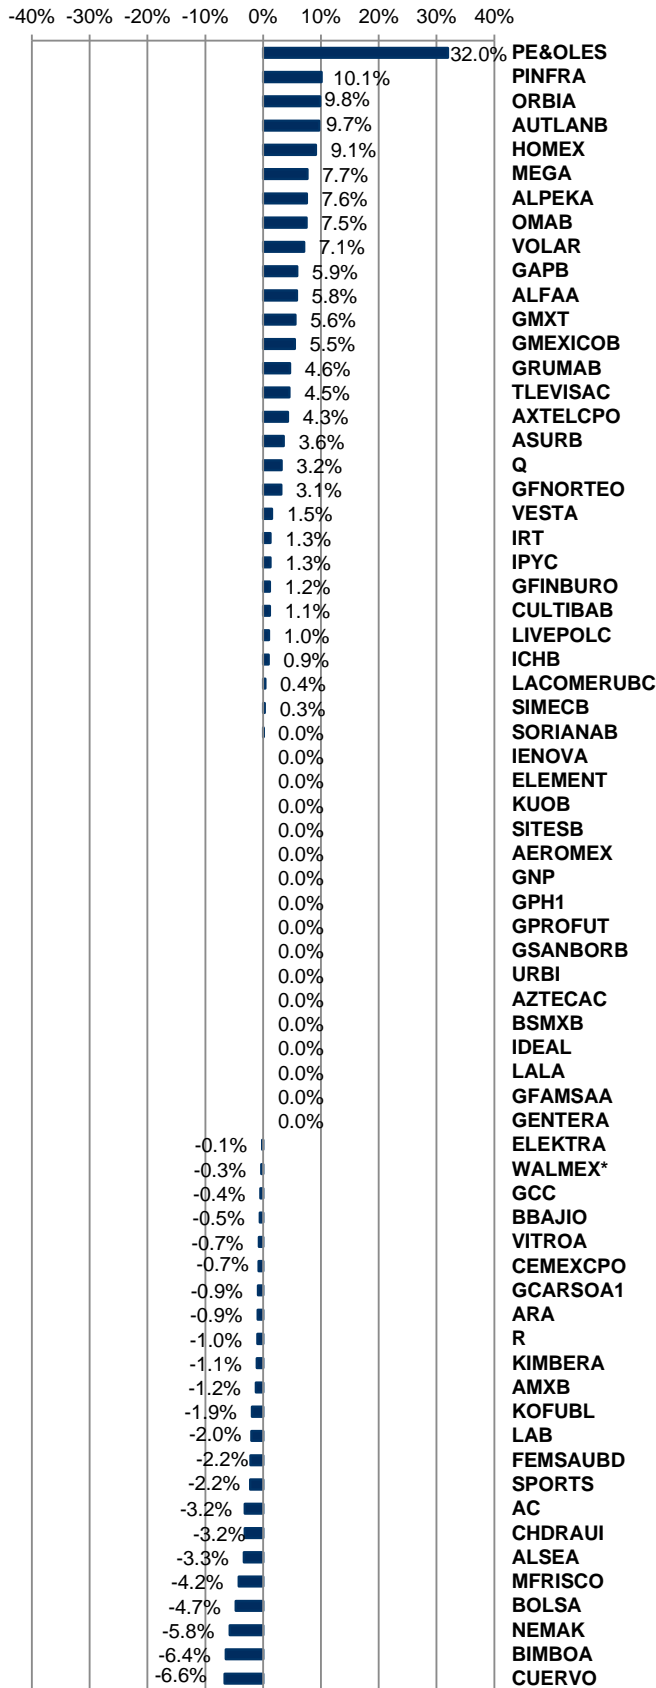 -40% -30% -20% -10% 0% 10% 20% 30% 40%
32.0% PE&OLES
10.1% PINFRA
9.8% ORBIA
9.7% AUTLANB
9.1% HOMEX
7.7% MEGA
7.6% ALPEKA
7.5% OMAB
7.1% VOLAR
5.9% GAPB
5.8% ALFAA
5.6% GMXT
5.5% GMEXICOB
4.6% GRUMAB
4.5% TLEVISAC
4.3% AXTELCPO
3.6% ASURB
3.2% Q
3.1% GFNORTEO
1.5% VESTA
1.3% IRT
1.3% IPYC
1.2% GFINBURO
1.1% CULTIBAB
1.0% LIVEPOLC
0.9% ICHB
0.4% LACOMERUBC
0.3% SIMECB
0.0% SORIANAB
0.0% IENOVA
0.0% ELEMENT
0.0% KUOB
0.0% SITESB
0.0% AEROMEX
0.0% GNP
0.0% GPH1
0.0% GPROFUT
0.0% GSANBORB
0.0% URBI
0.0% AZTECAC
0.0% BSMXB
0.0% IDEAL
0.0% LALA
0.0% GFAMSAA
0.0% GENTERA
-0.1% ELEKTRA
-0.3% WALMEX*
-0.4% GCC
-0.5% BBAJIO
-0.7% VITROA
-0.7% CEMEXCPO
-0.9% GCARSOA1
-0.9% ARA
-1.0% R
-1.1% KIMBERA
-1.2% AMXB
-1.9% KOFUBL
-2.0% LAB
-2.2% FEMSAUBD
-2.2% SPORTS
-3.2% AC
-3.2% CHDRAUI
-3.3% ALSEA
-4.2% MFRISCO
-4.7% BOLSA
-5.8% NEMAK
-6.4% BIMBOA
-6.6% CUERVO